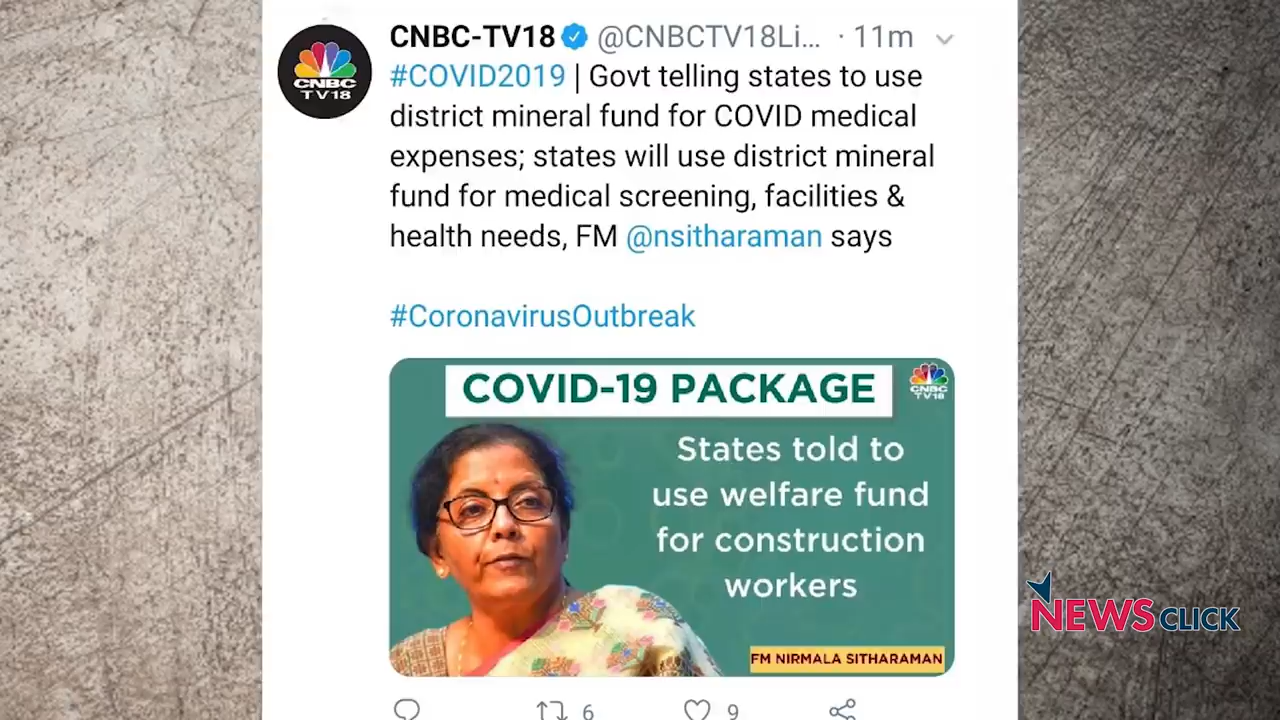 CNBC-TV18 @CNBCTV18Li... · 11m
CNBC
TV18
#COVID2019 | Govt telling states to use
district mineral fund for COVID medical
expenses; states will use district mineral
fund for medical screening, facilities &
health needs, FM @nsitharaman says
#CoronavirusOutbreak
COVID-19 PACKAGE
CNBC
TV18
States told to
use welfare fund
for construction
workers
FM NIRMALA SITHARAMAN
NEWSCLICK
6
9